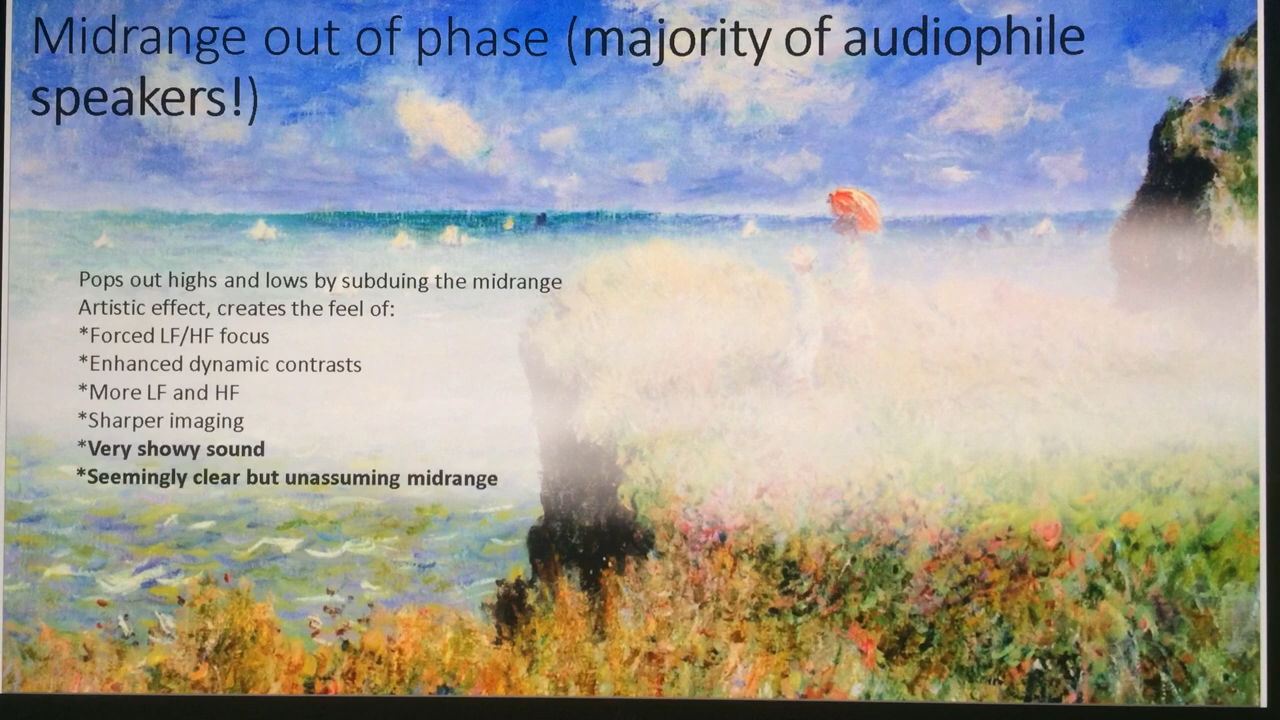 Midrange out of phase (majority of audiophile
speakers!)
Pops out highs and lows by subduing the midrange
Artistic effect, creates the feel of:
*Forced LF/HF focus
*Enhanced dynamic contrasts
*More LF and HF
*Sharper imaging
*Very showy sound
*Seemingly clear but unassuming midrange